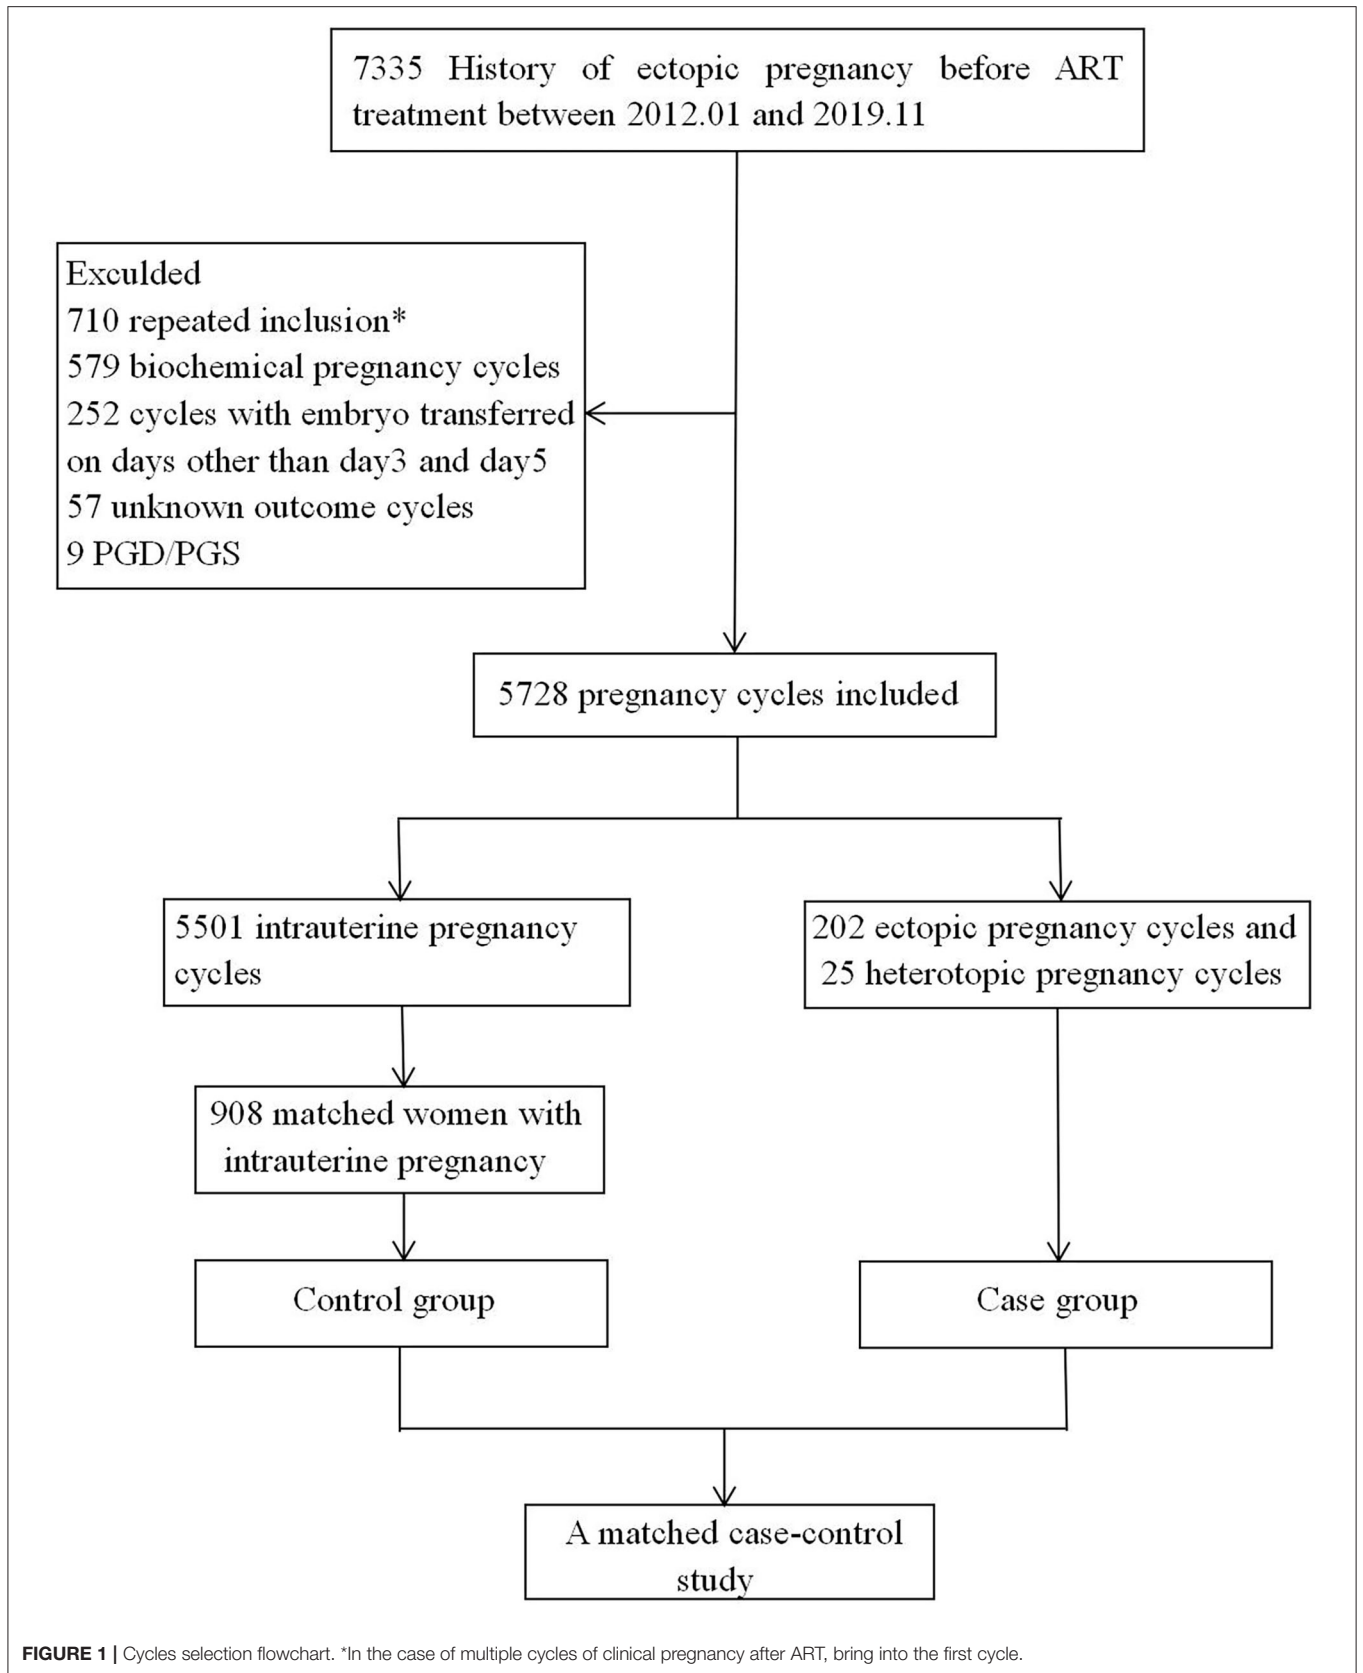 7335 History of ectopic pregnancy before ART
treatment between 2012.01 and 2019.11
Exculded
710 repeated inclusion*
579 biochemical pregnancy cycles
252 cycles with embryo transferred
on days other than day3 and day5
57 unknown outcome cycles
9 PGD/PGS
5728 pregnancy cycles included
5501 intrauterine pregnancy
cycles
202 ectopic pregnancy cycles and
25 heterotopic pregnancy cycles
908 matched women with
intrauterine pregnancy
Control group
Case group
A matched case-control
study
FIGURE 1 | Cycles selection flowchart. *In the case of multiple cycles of clinical pregnancy after ART, bring into the first cycle.